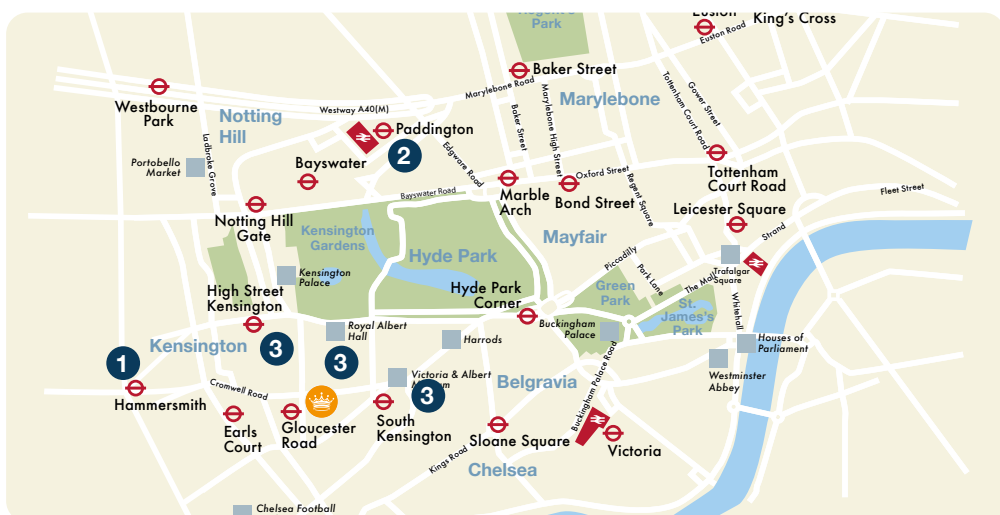 Park
Euston
King's Cross
Euston Road
Baker Street
Marylebone Road
Marylebone
Westbourne
Park
Notting
Hill
Westway A40(M)
Paddington
2
Baker Street
Marylebone High Street
Tottenham Court Road
Gower Street
Portobello
Market
Ladbroke Grove
Bayswater
Edgware Road
Bayswater Road
Oxford Street
Tottenham
Court Road
Marble
Arch
Bond Street
Regent Square
Leicester Square
Fleet Street
Notting Hill
Gate
Kensington
Gardens
Hyde Park
Mayfair
Piccadilly
Park Lane
Strand
Trafalgar
Square
Kensington
Palace
High Street
Kensington
Hyde Park
Corner
Green
Park
The Mall
St.
James's
Park
Whitehall
Royal Albert
Hall
Harrods
Buckingham
Palace
Houses of
Parliament
Westminster
Abbey
Kensington
1
3
3
3
Victoria & Albert
Belgravia
Buckingham Palace Road
Hammersmith
Cromwell Road
Earls
Court
Gloucester
Road
South
Kensington
Sloane Square
Victoria
Kings Road
Chelsea
Chelsea Football